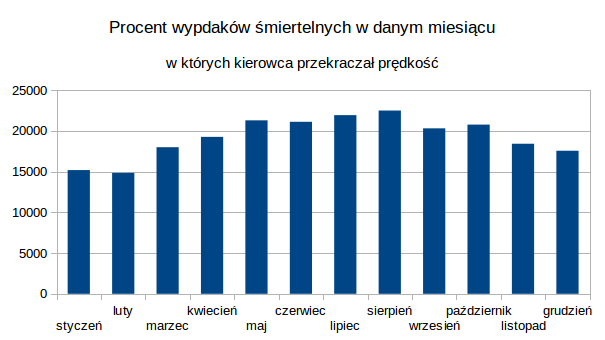 Procent wypdaków śmiertelnych w danym miesiącu
w których kierowca przekraczał prędkość
25000
20000
15000
10000
5000
0
styczeń
luty
marzec
kwiecień
maj
czerwiec
lipiec
sierpień
wrzesień
październik
listopad
grudzień